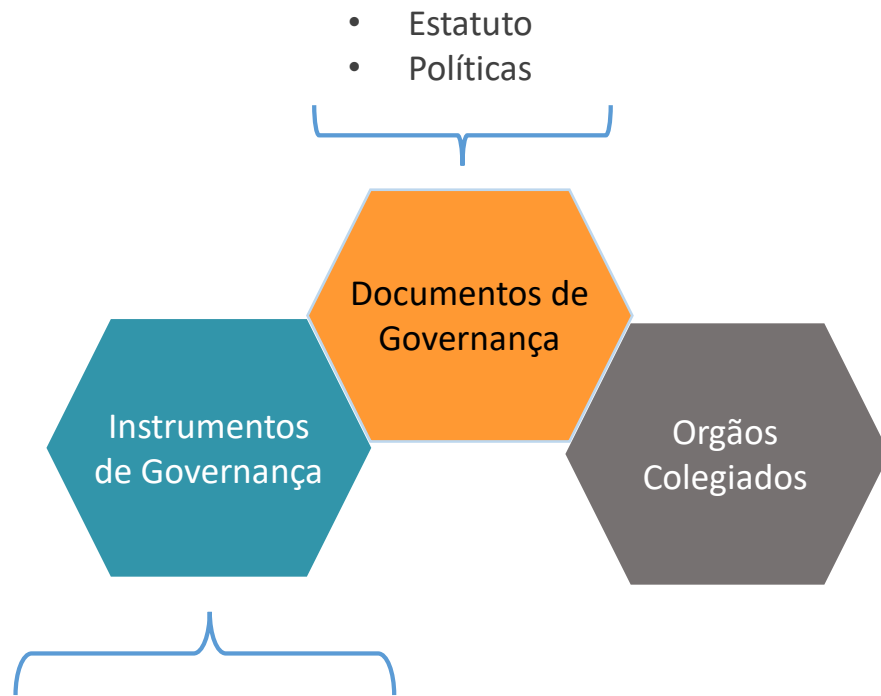 • Estatuto
• Políticas
Documentos de
Governança
Instrumentos
de Governança
Orgãos
Colegiados